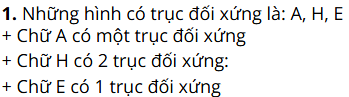 1. Những hình có trục đối xứng là: A, H, E
+ Chữ A có một trục đối xứng
+ Chữ H có 2 trục đối xứng:
+ Chữ E có 1 trục đối xứng